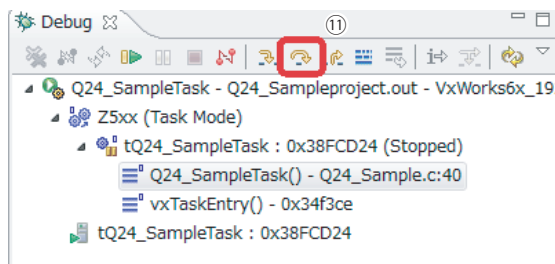 Debug
⑪
Q24_SampleTask - Q24_Sampleproject.out - VxWorks6x_19
Z5xx (Task Mode)
tQ24_SampleTask : 0x38FCD24 (Stopped)
Q24_SampleTask() - Q24_Sample.c:40
vxTaskEntry() - 0x34f3ce
tQ24_SampleTask : 0x38FCD24